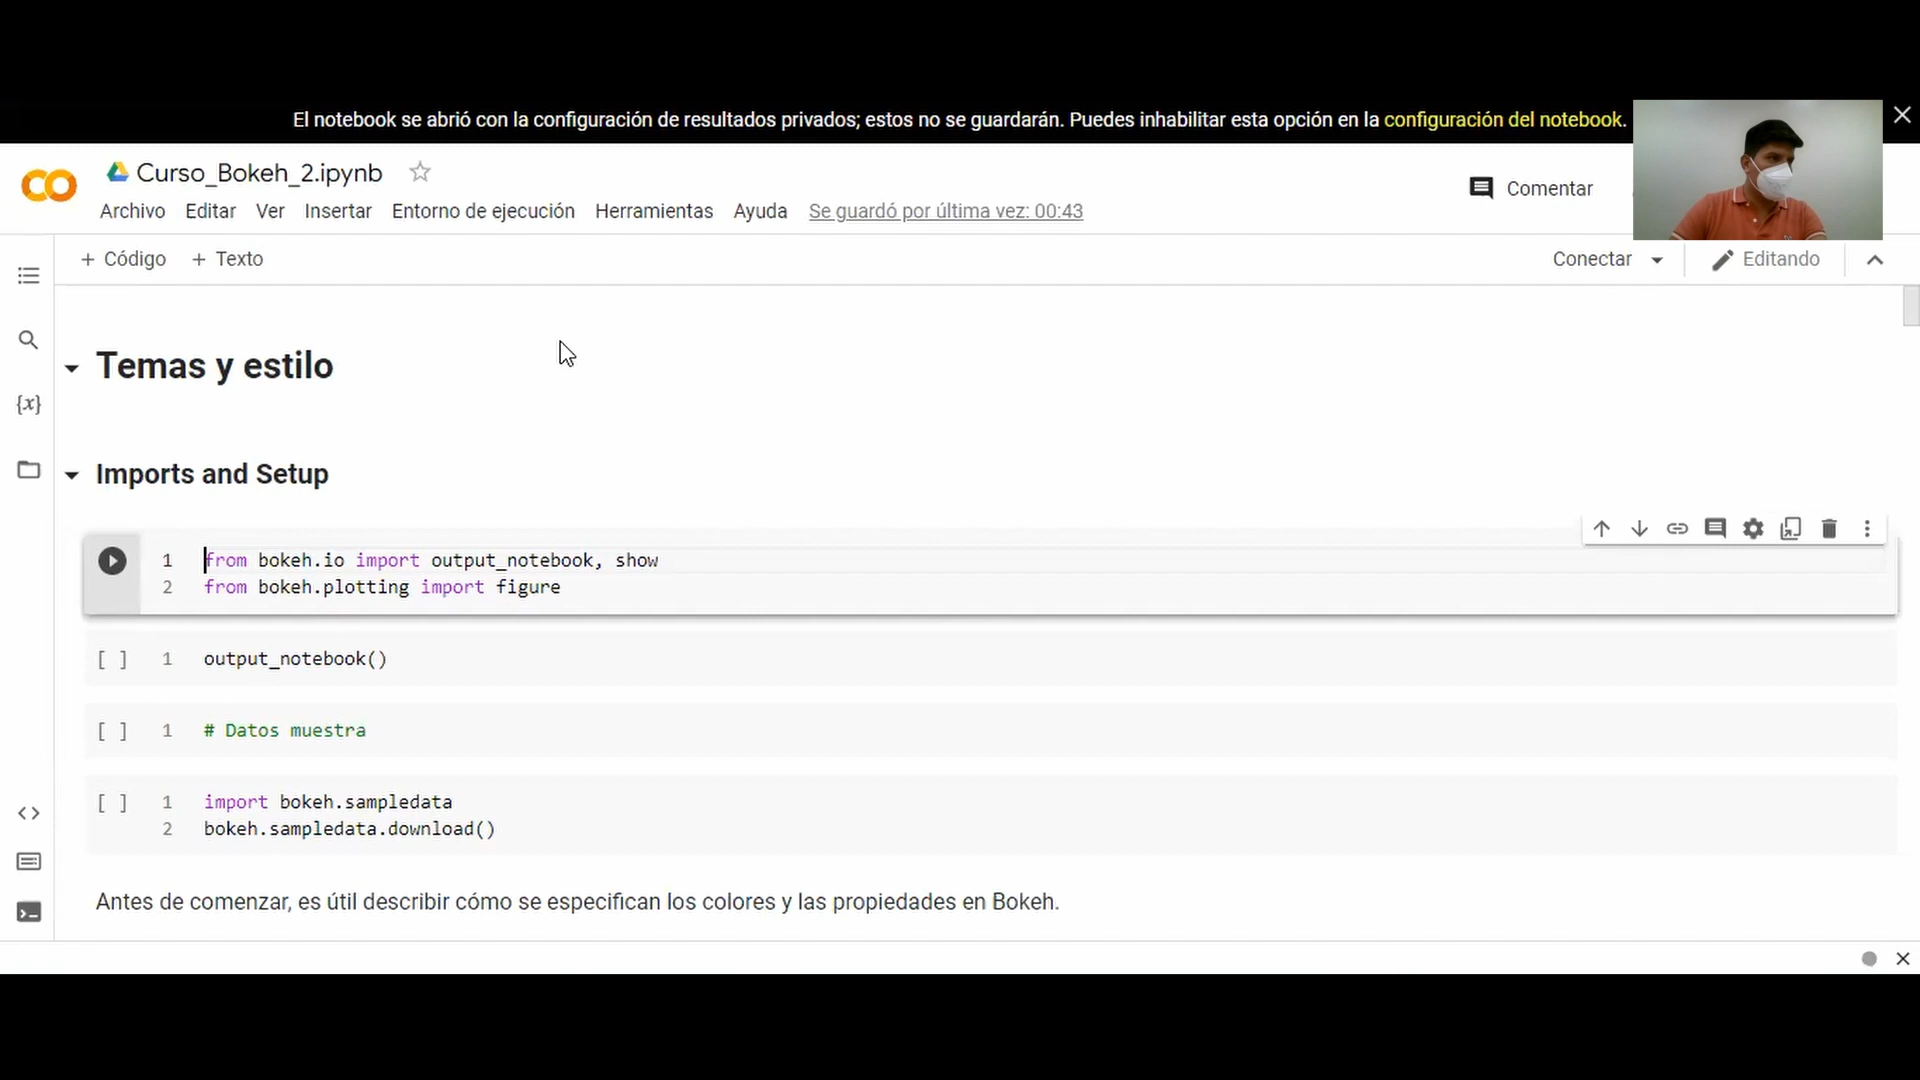 El notebook se abrió con la configuración de resultados privados; estos no se guardarán. Puedes inhabilitar esta opción en la configuración del notebook.
Curso_Bokeh_2.ipynb
Comentar
Archivo Editar Ver Insertar Entorno de ejecución Herramientas Ayuda Se guardó por última vez: 00:43
+ Código + Texto
Conectar Editando
Temas y estilo
{x}
Imports and Setup
1 from bokeh.io import output_notebook, show
2 from bokeh.plotting import figure
[ ] 1 output_notebook()
[ ] 1 # Datos muestra
[ ] 1 import bokeh.sampledata
2 bokeh.sampledata.download()
Antes de comenzar, es útil describir cómo se especifican los colores y las propiedades en Bokeh.